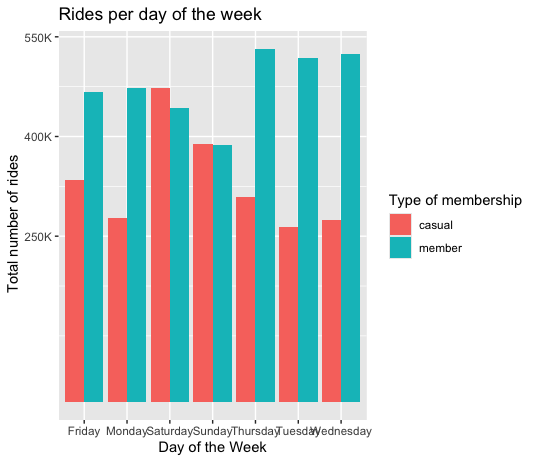 Rides per day of the week
Total number of rides
550K
400K
250K
Friday Monday Saturday Sunday Thursday Tuesday Wednesday
Day of the Week
Type of membership
casual
member